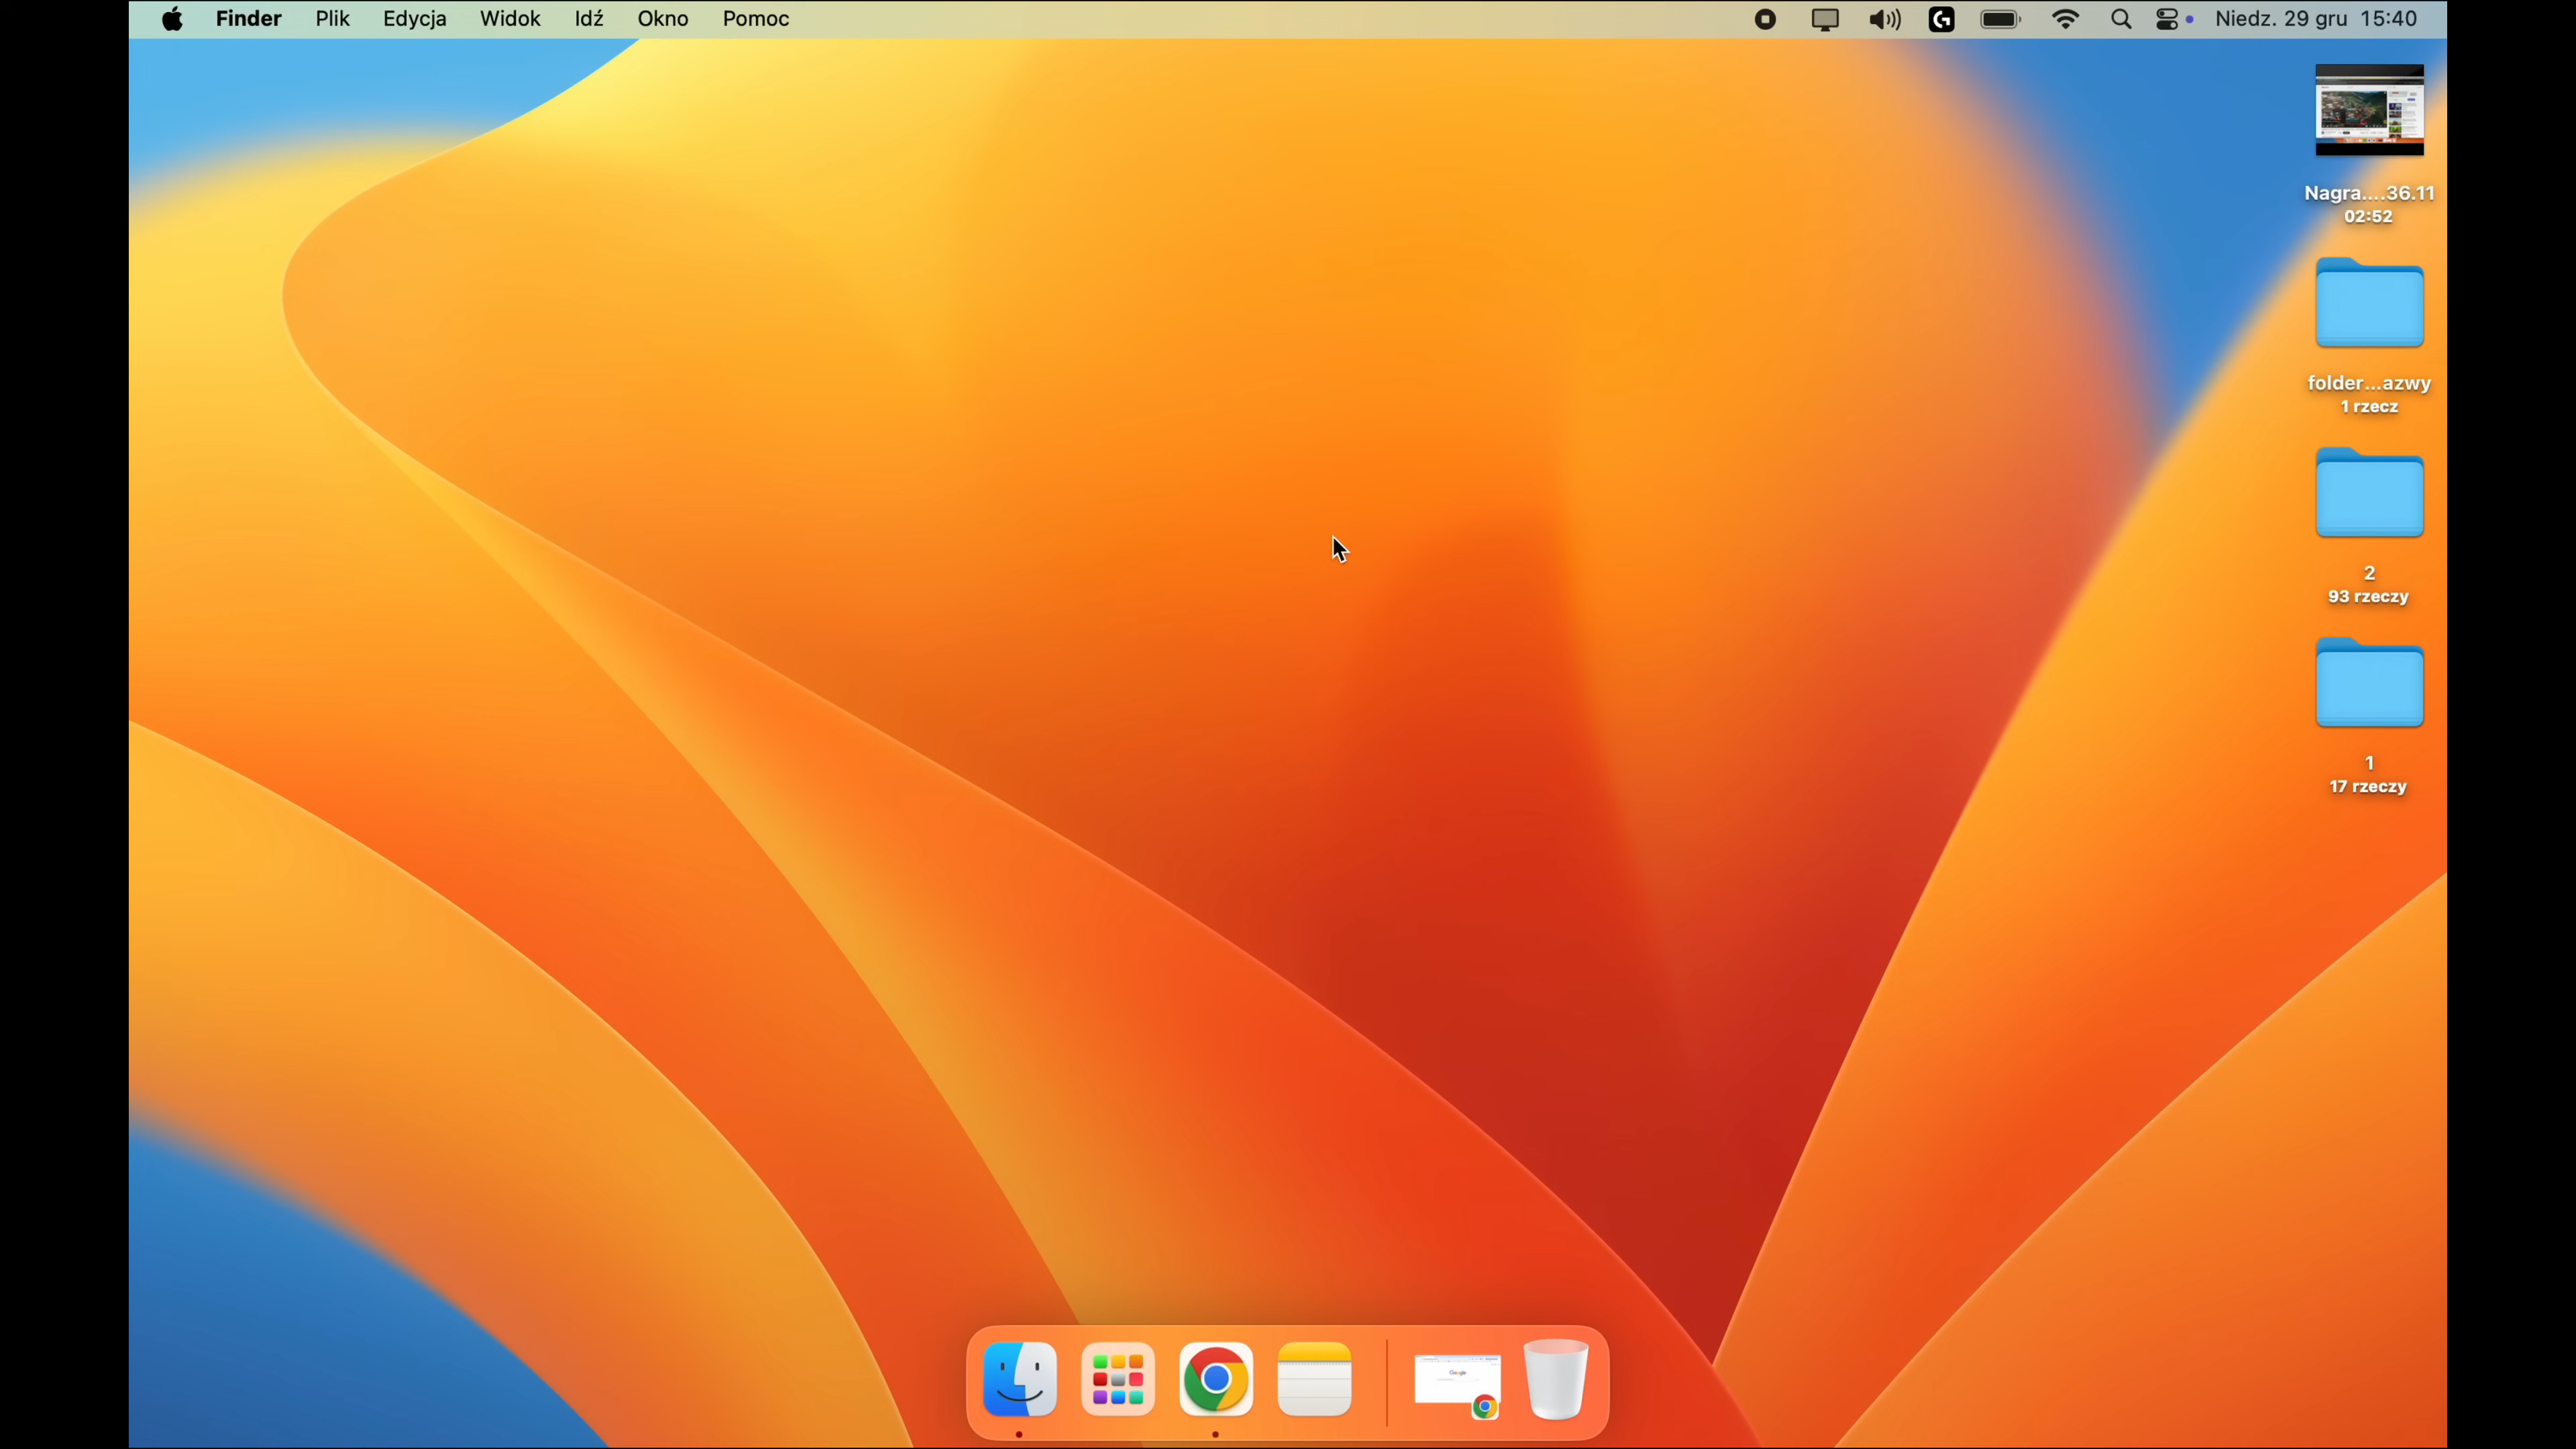 Finder Plik Edycja Widok Idź Okno Pomoc Niedz. 29 gru 15:40
Nagra....36.11
02:52
folder...azwy
1 rzecz
2
93 rzeczy
1
17 rzeczy
Google